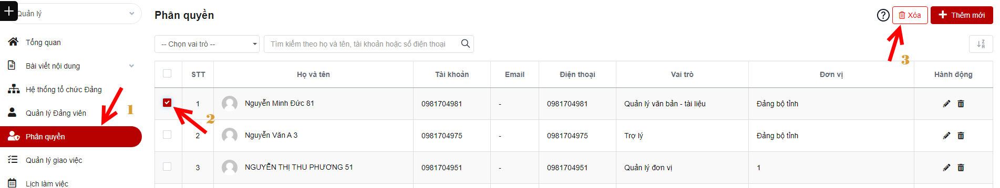 Quản lý
Tổng quan
Bài viết nội dung
Hệ thống tổ chức Đảng
Quản lý Đảng viên
Phân quyền
Quản lý giao việc
Lịch làm việc
1
Phân quyền
Xóa
Thêm mới
3
-- Chọn vai trò --
Tìm kiếm theo họ và tên, tài khoản hoặc số điện thoại
STT Họ và tên Tài khoản Email Điện thoại Vai trò Đơn vị Hành động
1 Nguyễn Minh Đức 81 0981704981 - 0981704981 Quản lý văn bản - tài liệu Đảng bộ tỉnh
2
2 Nguyễn Văn A 3 0981704975 - 0981704975 Trợ lý Đảng bộ tỉnh
3 NGUYỄN THỊ THU PHƯƠNG 51 0981704951 - 0981704951 Quản lý đơn vị 1